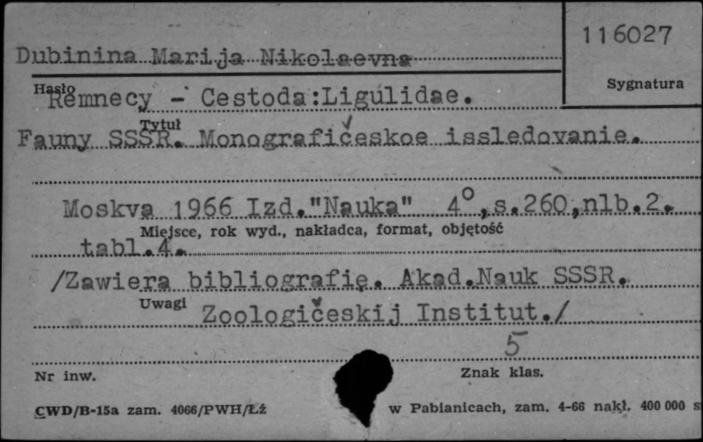 116027
Dubinina Marija Nikolaevna
Sygnatura
Hasło
Remnecy - Cestoda:Ligulidae.
Tytuł
Fauny SSSR. Monografičeskoe issledovanie.
Moskva 1966 Izd."Nauka" 4°,s.260,nlb.2.
Miejsce, rok wyd., nakładca, format, objętość
tabl.4.
/Zawiera bibliografię. Akad.Nauk SSSR.
Uwagi
Zoologičeskij Institut./
5
Nr inw.
Znak klas.
CWD/B-15a zam. 4066/PWH/Łź
w Pabianicach, zam. 4-66 nakł. 400 000